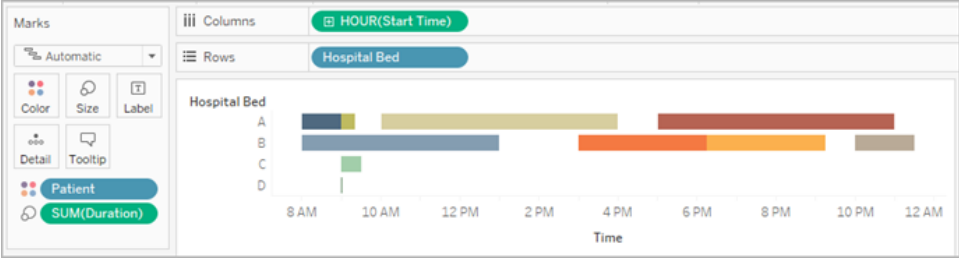 Marks
Automatic
Color Size Label
Detail Tooltip
Patient
SUM(Duration)
Columns HOUR(Start Time)
Rows Hospital Bed
Hospital Bed
A
B
C
D
8 AM 10 AM 12 PM 2 PM 4 PM 6 PM 8 PM 10 PM 12 AM
Time